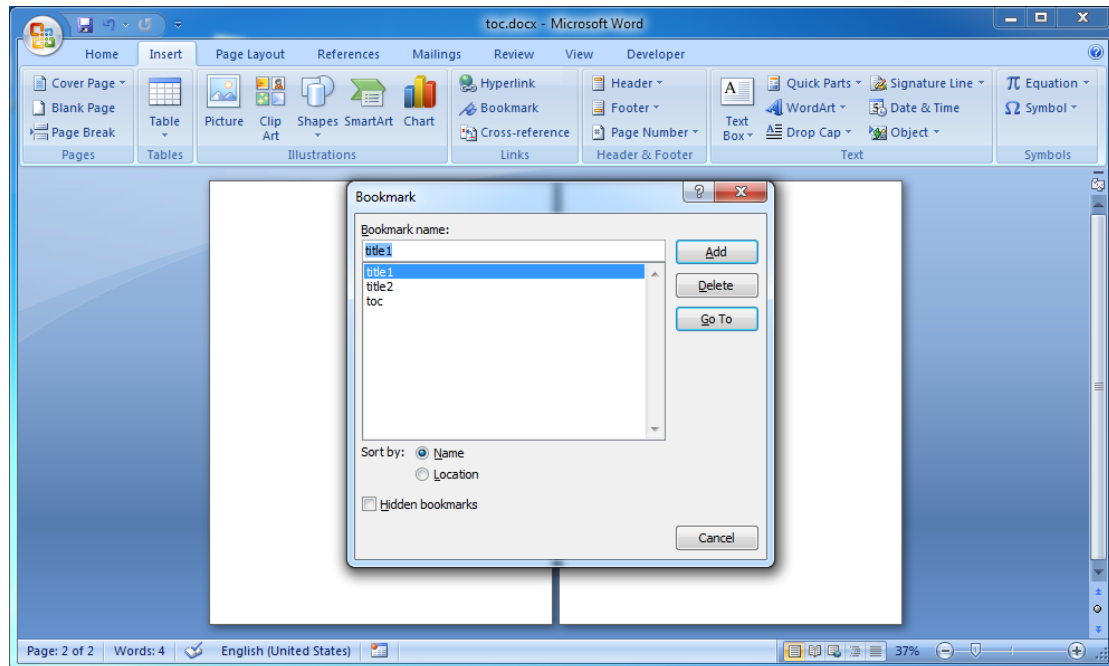 toc.docx - Microsoft Word
Home Insert Page Layout References Mailings Review View Developer
Cover Page
Blank Page
Page Break
Pages
Table
Tables
Picture Clip Art Shapes SmartArt Chart
Illustrations
Hyperlink
Bookmark
Cross-reference
Links
Header
Footer
Page Number
Header & Footer
A
Text Box
Quick Parts
WordArt
Drop Cap
Signature Line
Date & Time
Object
Text
π Equation
Ω Symbol
Symbols
Bookmark
Bookmark name:
title1
title1
title2
toc
Add
Delete
Go To
Sort by: Name
Location
Hidden bookmarks
Cancel
Page: 2 of 2 Words: 4 English (United States) 37%